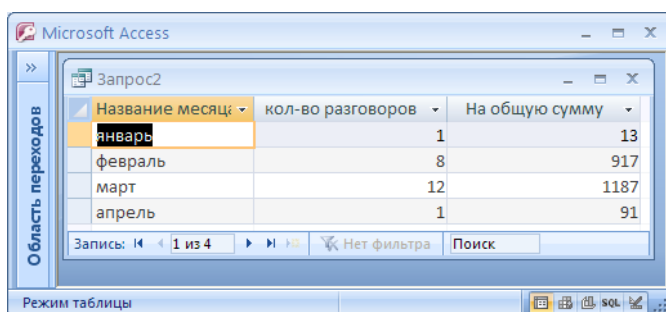 Microsoft Access
Запрос2
Название месяца кол-во разговоров На общую сумму
январь 1 13
февраль 8 917
март 12 1187
апрель 1 91
Запись: 1 из 4 Нет фильтра Поиск
Область переходов
Режим таблицы SQL